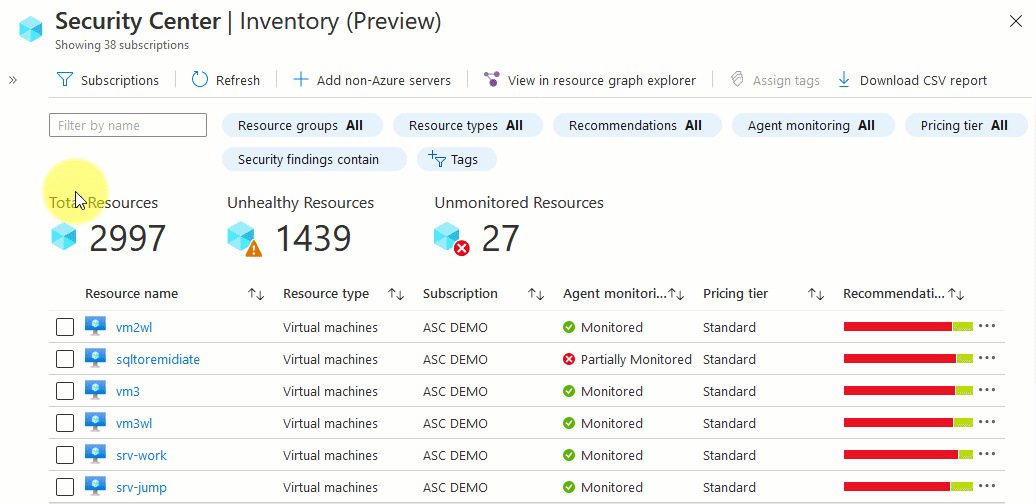 Security Center | Inventory (Preview)
Showing 38 subscriptions
Subscriptions Refresh Add non-Azure servers View in resource graph explorer Assign tags Download CSV report
Filter by name Resource groups All Resource types All Recommendations All Agent monitoring All Pricing tier All
Security findings contain Tags
Total Resources Unhealthy Resources Unmonitored Resources
2997 1439 27
Resource name Resource type Subscription Agent monitori... Pricing tier Recommendati...
vm2wl Virtual machines ASC DEMO Monitored Standard
sqltoremidiate Virtual machines ASC DEMO Partially Monitored Standard
vm3 Virtual machines ASC DEMO Monitored Standard
vm3wl Virtual machines ASC DEMO Monitored Standard
srv-work Virtual machines ASC DEMO Monitored Standard
srv-jump Virtual machines ASC DEMO Monitored Standard